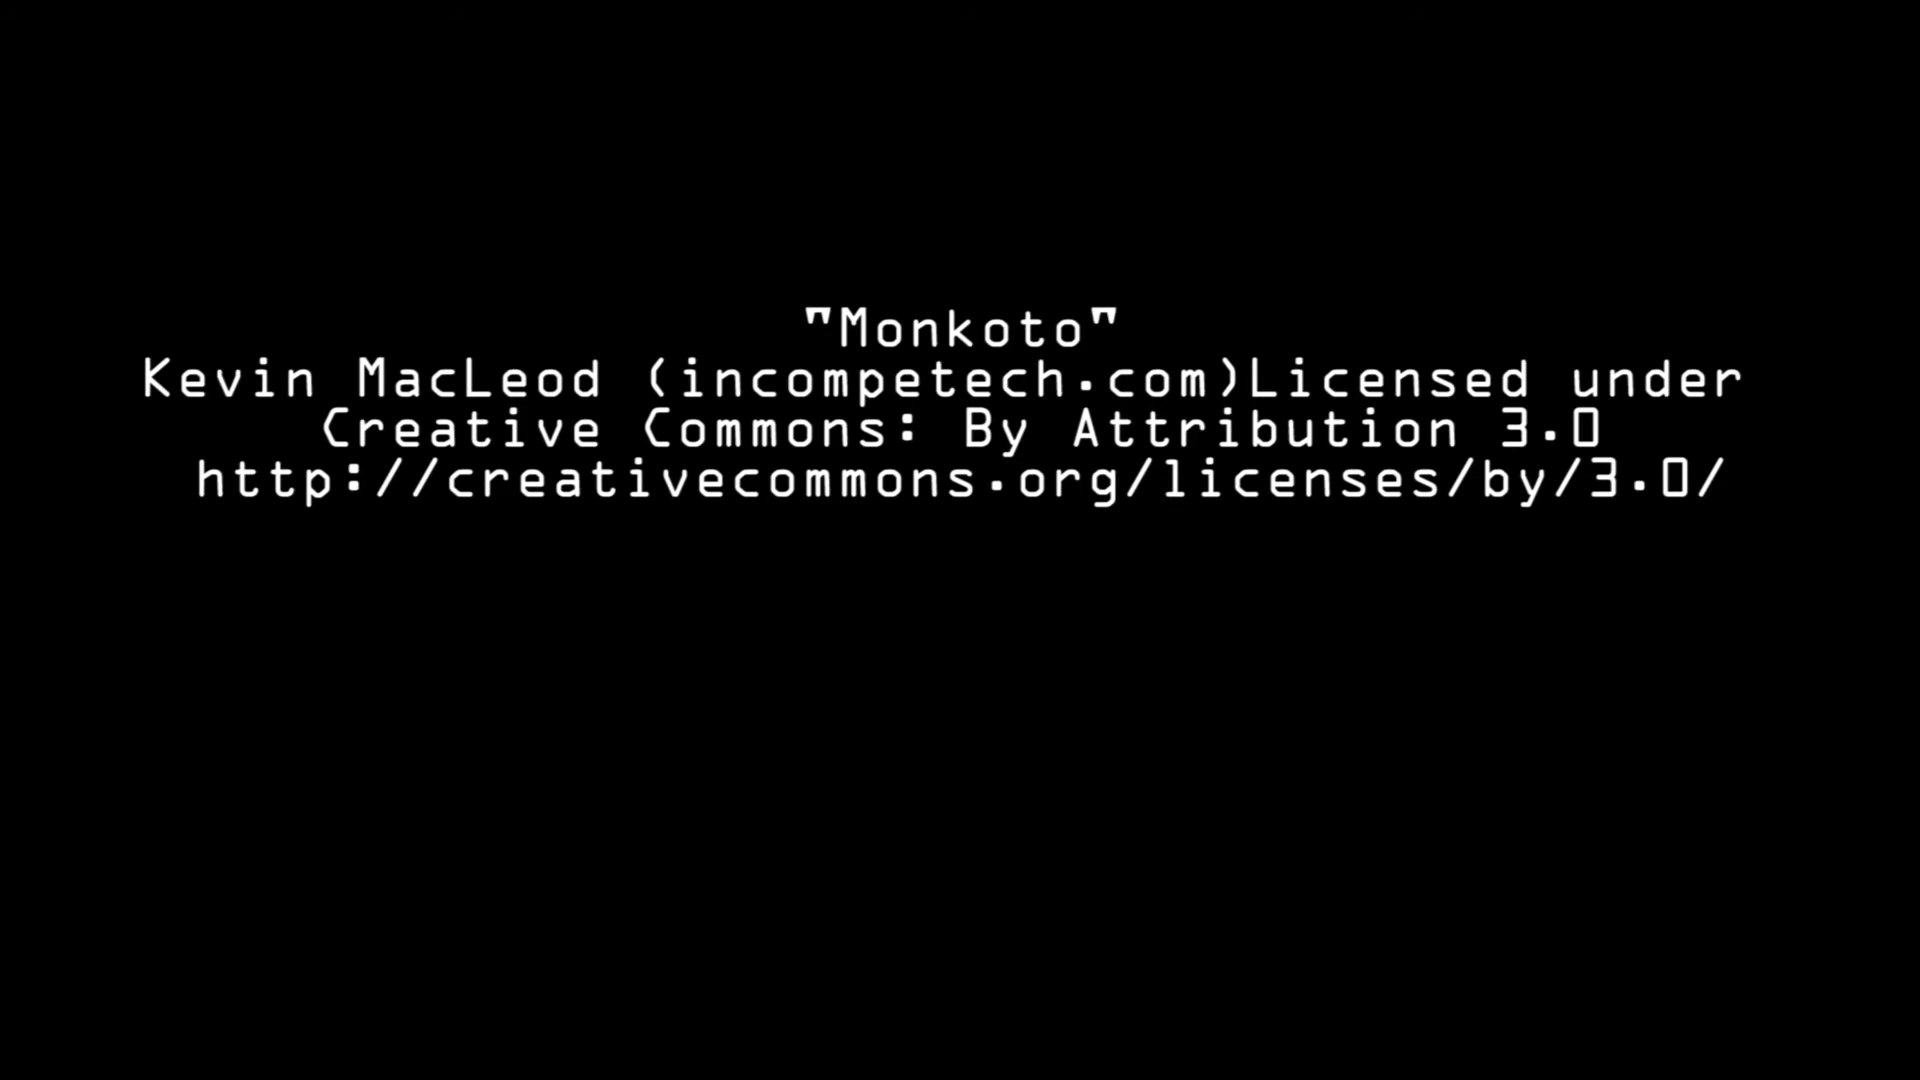 "Monkoto"
Kevin MacLeod (incompetech.com)Licensed under
Creative Commons: By Attribution 3.0
http://creativecommons.org/licenses/by/3.0/